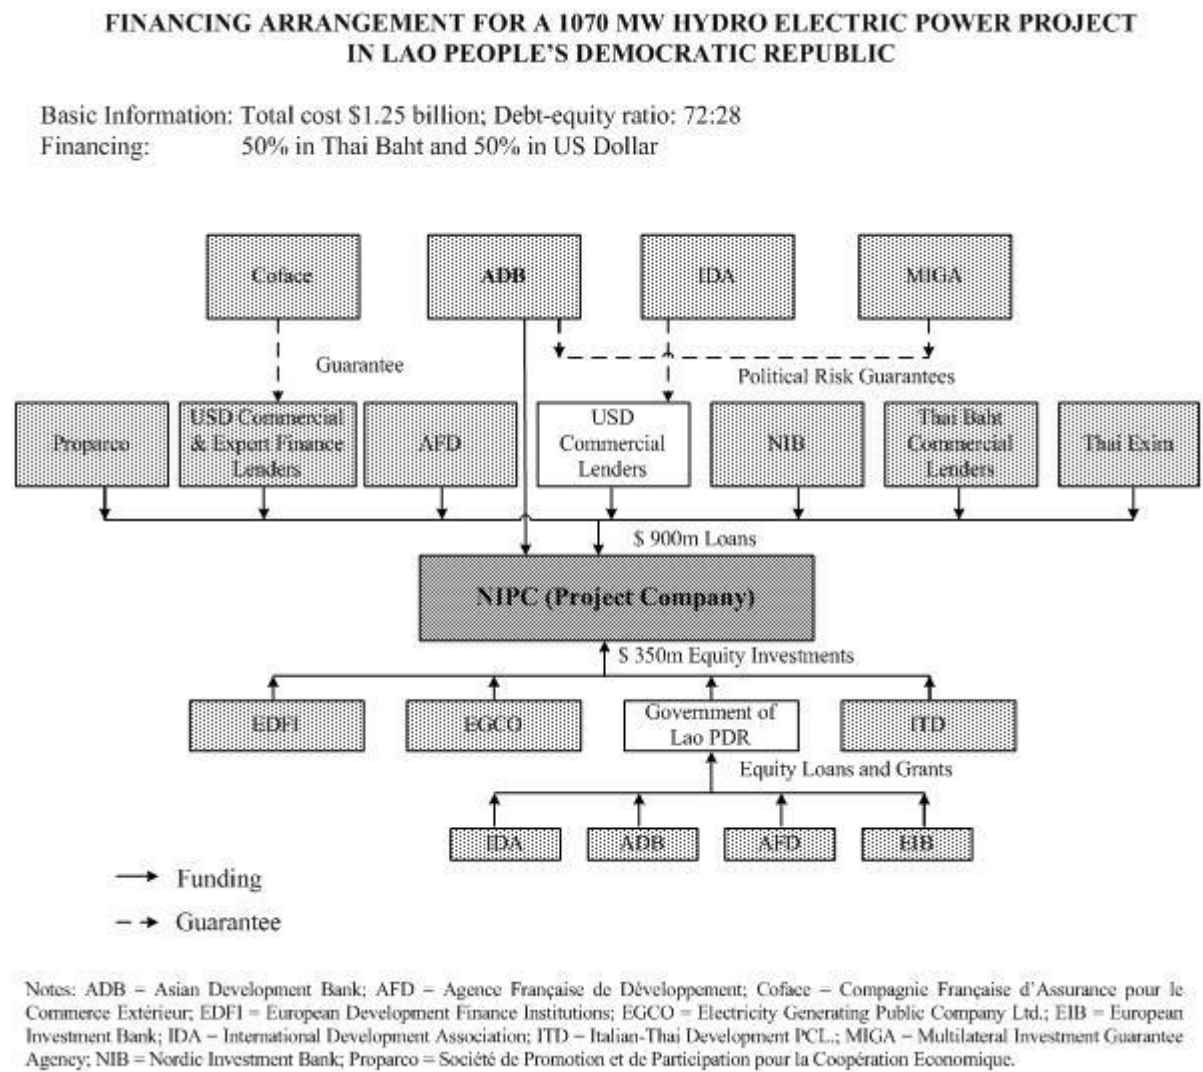 FINANCING ARRANGEMENT FOR A 1070 MW HYDRO ELECTRIC POWER PROJECT
IN LAO PEOPLE'S DEMOCRATIC REPUBLIC
Basic Information: Total cost $1.25 billion; Debt-equity ratio: 72:28
Financing: 50% in Thai Baht and 50% in US Dollar
Coface
ADB
IDA
MIGA
Guarantee
Political Risk Guarantees
Proparco
USD Commercial
& Export Finance
Lenders
AFD
USD
Commercial
Lenders
NIB
Thai Baht
Commercial
Lenders
Thai Exim
$ 900m Loans
NIPC (Project Company)
$ 350m Equity Investments
EDFI
EGCO
Government of
Lao PDR
ITD
Equity Loans and Grants
IDA
ADB
AFD
EIB
Funding
Guarantee
Notes: ADB = Asian Development Bank; AFD = Agence Française de Développement; Coface = Compagnie Française d'Assurance pour le
Commerce Extérieur; EDFI = European Development Finance Institutions; EGCO = Electricity Generating Public Company Ltd.; EIB = European
Investment Bank; IDA = International Development Association; ITD = Italian-Thai Development PCL.; MIGA = Multilateral Investment Guarantee
Agency; NIB = Nordic Investment Bank; Proparco = Société de Promotion et de Participation pour la Coopération Economique.